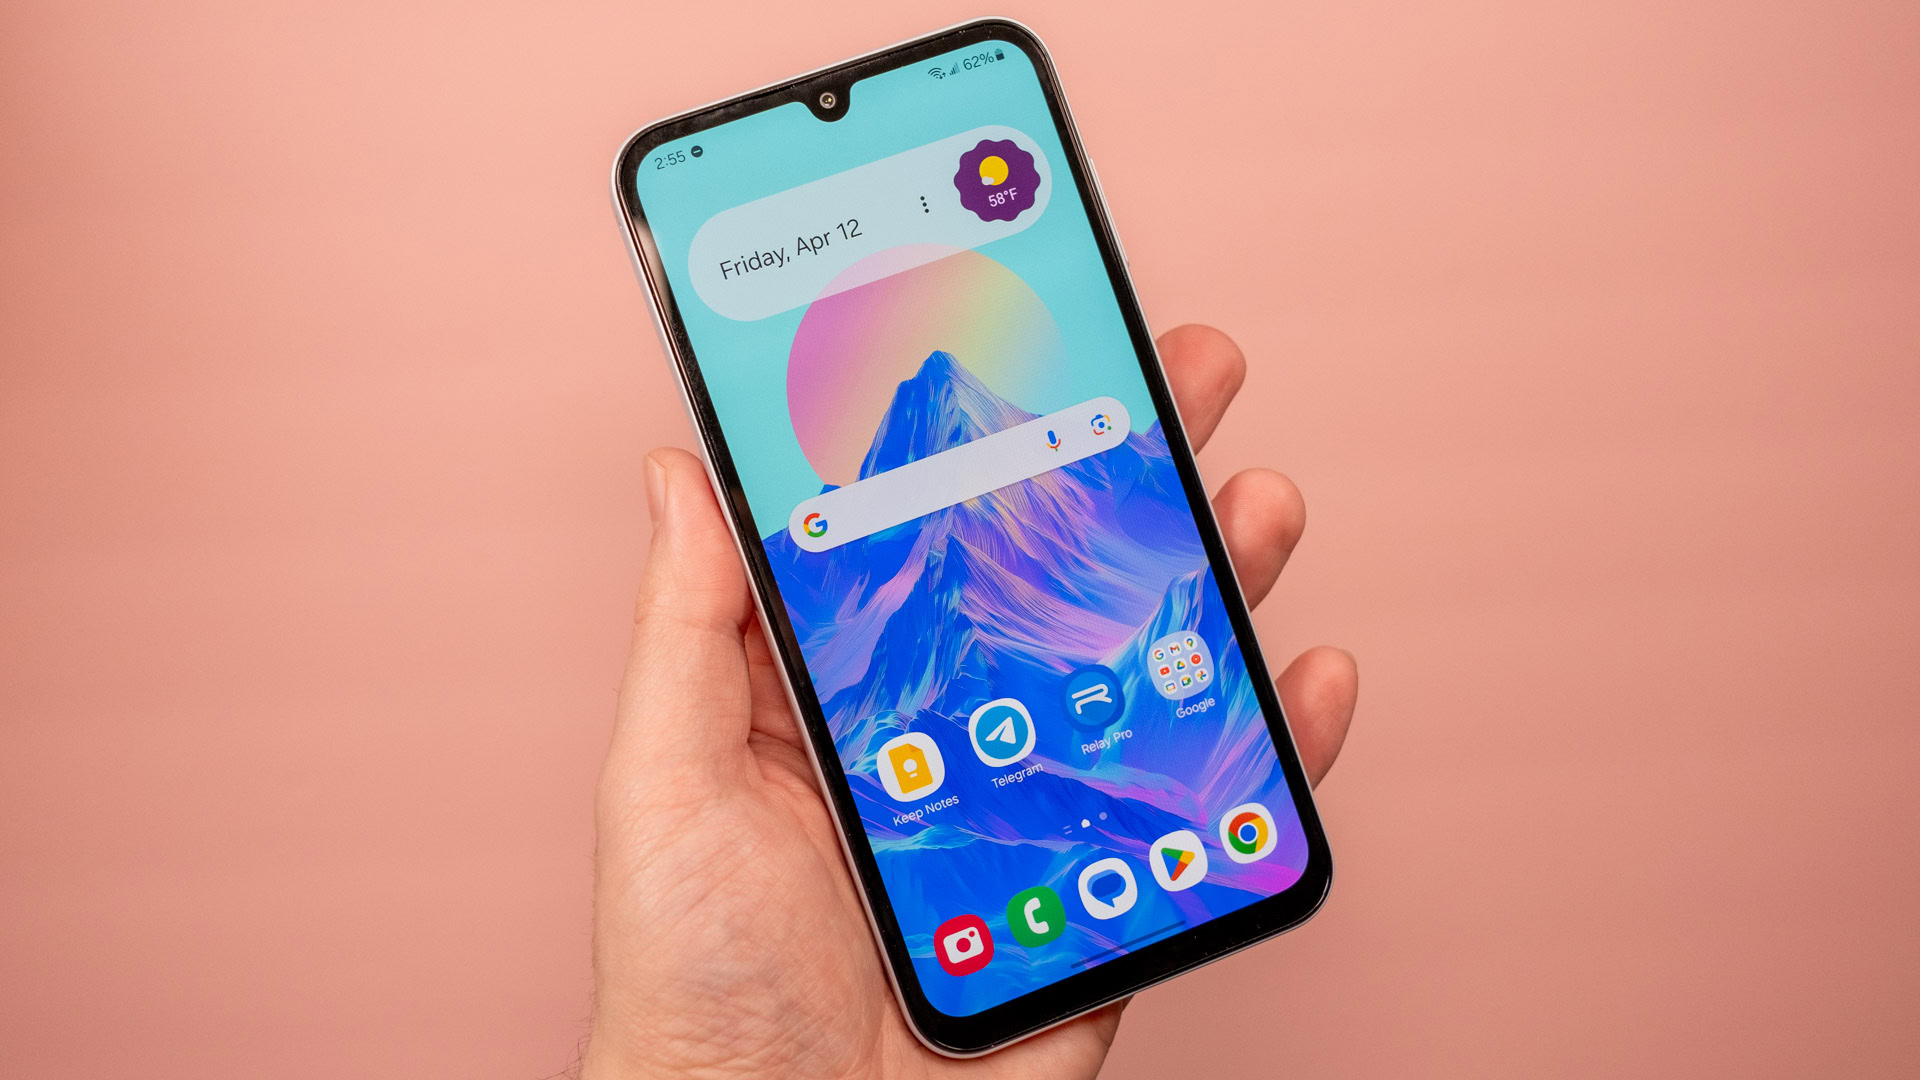 2:55
62%
Friday, Apr 12
58°F
Keep Notes
Telegram
Relay Pro
Google